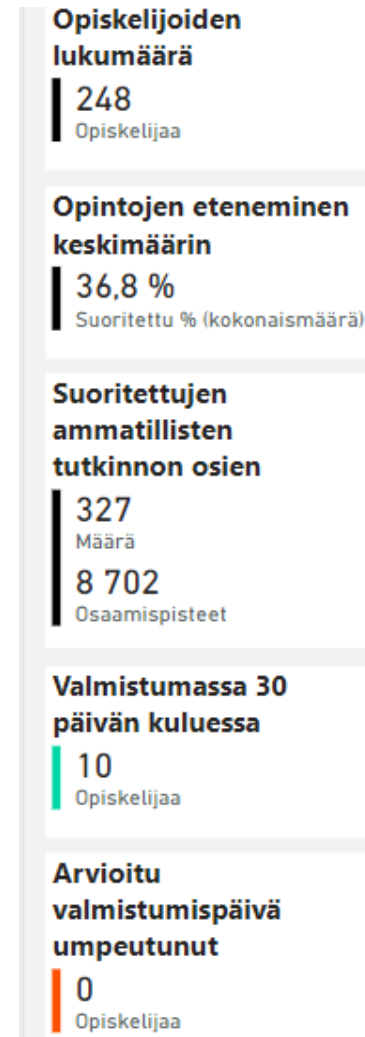 Opiskelijoiden
lukumäärä
248
Opiskelijaa
Opintojen eteneminen
keskimäärin
36,8 %
Suoritettu % (kokonaismäärä)
Suoritettujen
ammatillisten
tutkinnon osien
327
Määrä
8 702
Osaamispisteet
Valmistumassa 30
päivän kuluessa
10
Opiskelijaa
Arvioitu
valmistumispäivä
umpeutunut
0
Opiskelijaa